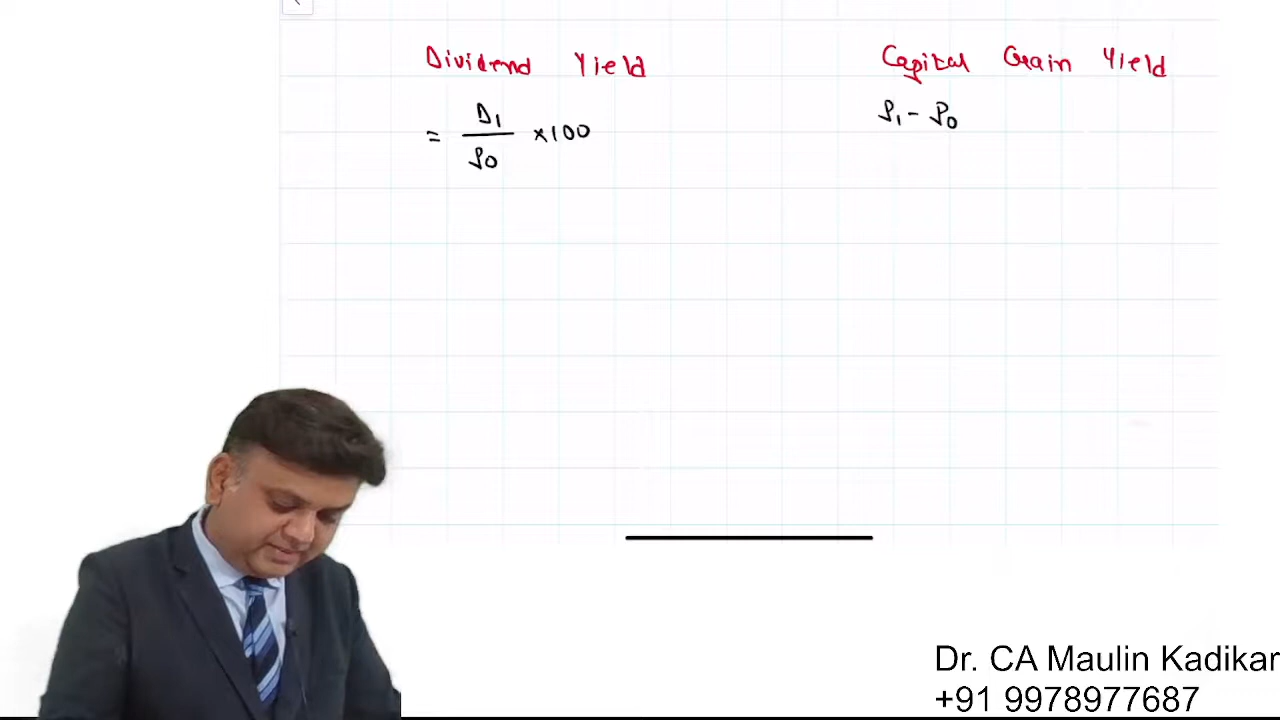 Dividend Yield
= D1 / P0 ×100
Capital Gain Yield
P1 - P0
Dr. CA Maulin Kadikar
+91 9978977687